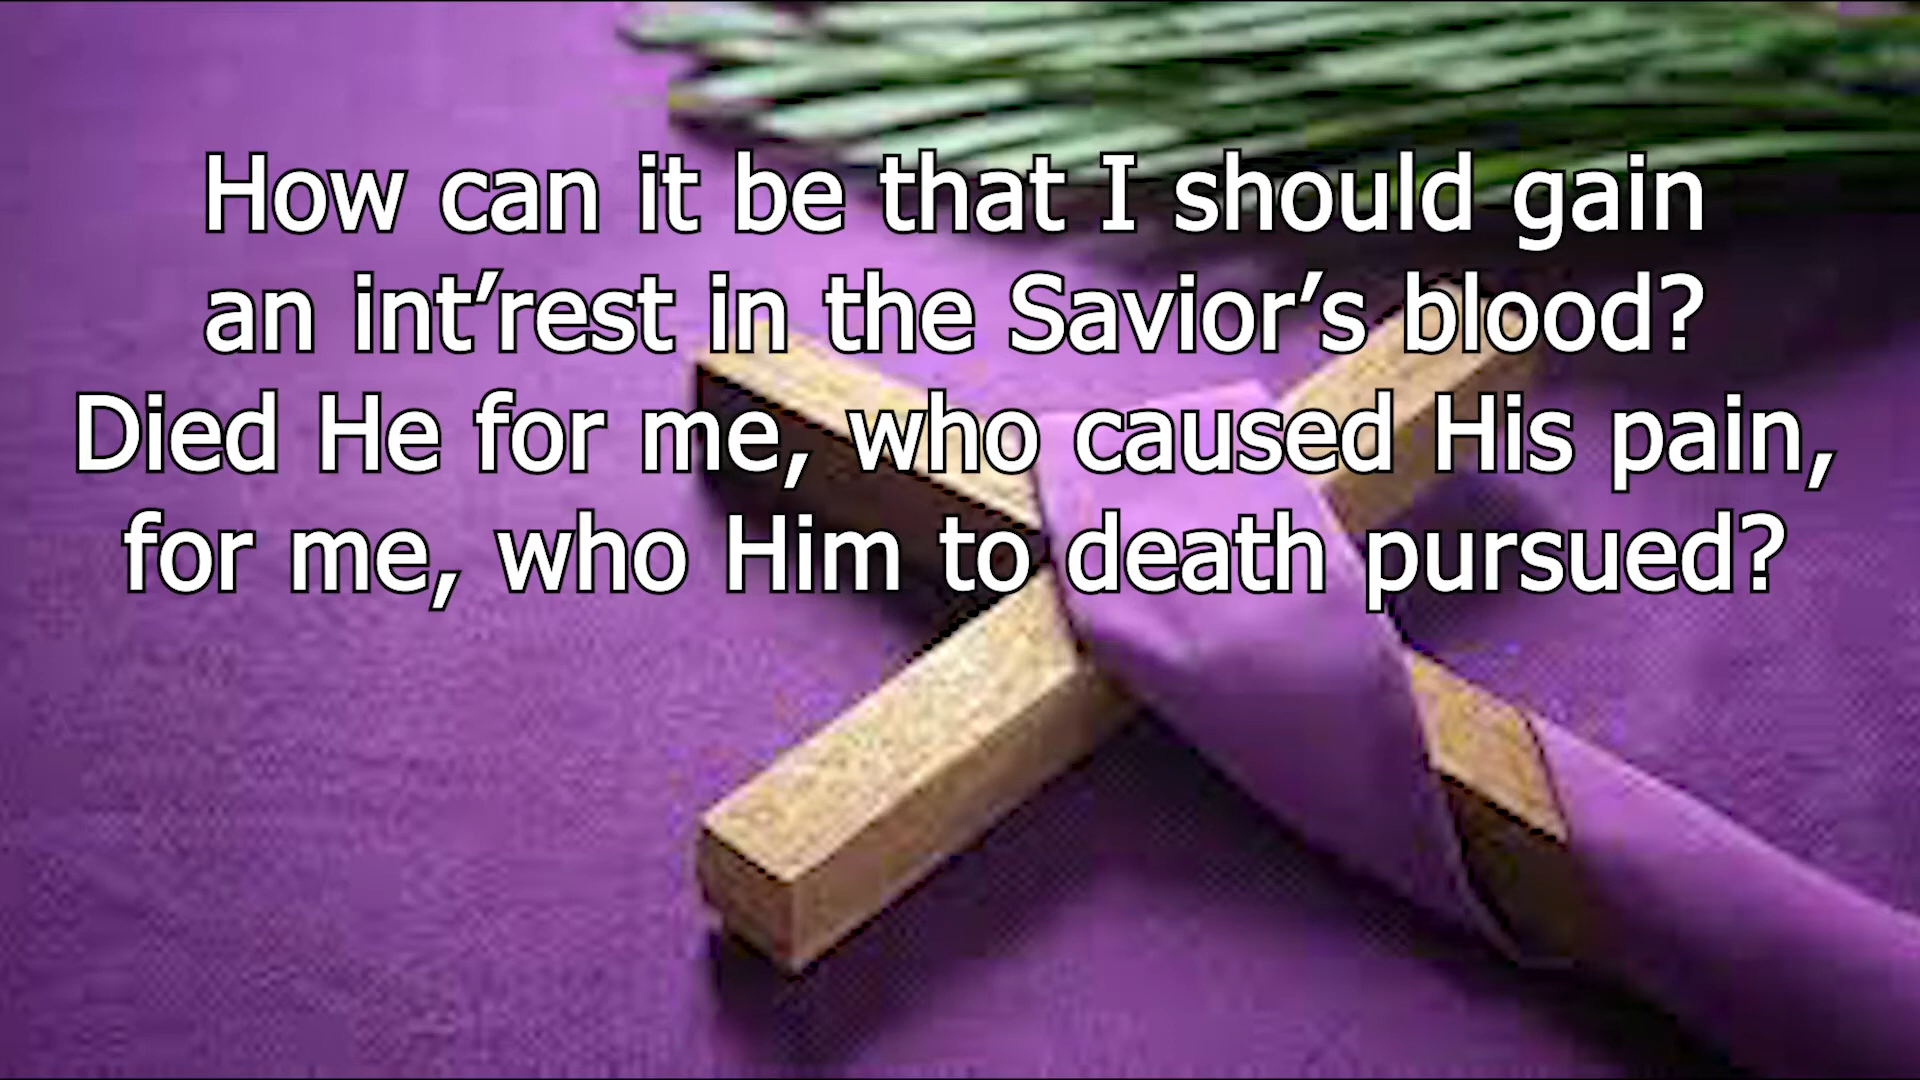 How can it be that I should gain
an int’rest in the Savior’s blood?
Died He for me, who caused His pain,
for me, who Him to death pursued?